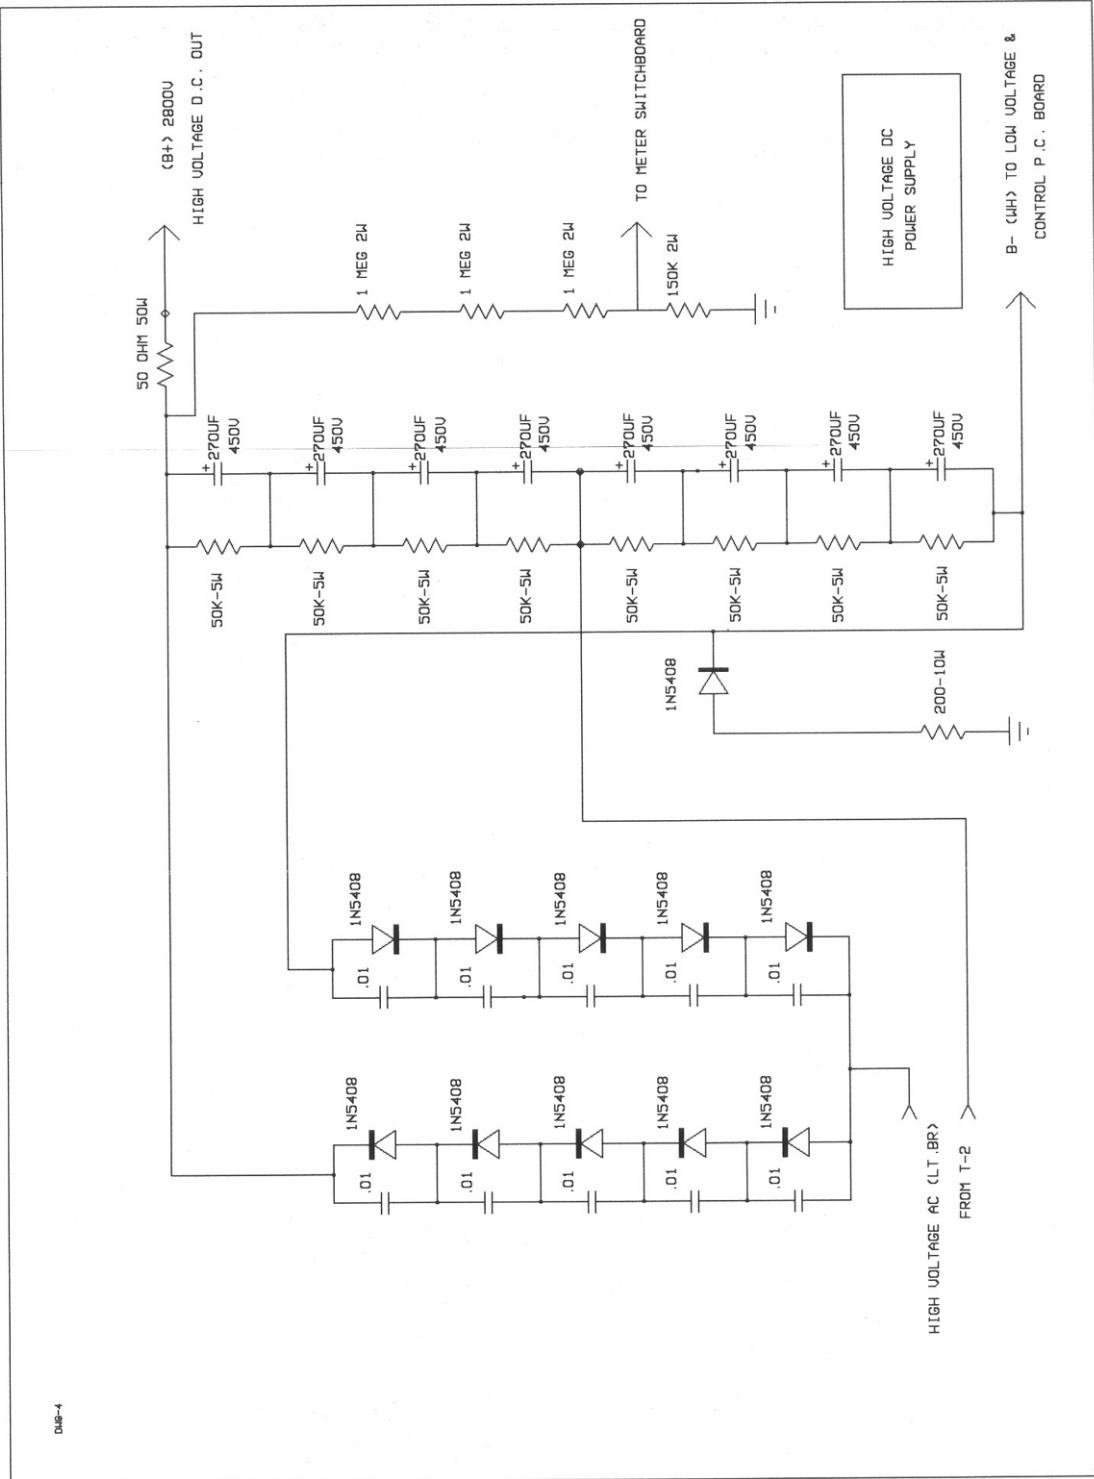 DWG-4
(B+) 2800V
HIGH VOLTAGE D.C. OUT
50 OHM 50W
1 MEG 2W
1 MEG 2W
1 MEG 2W
TO METER SWITCHBOARD
150K 2W
HIGH VOLTAGE DC
POWER SUPPLY
B- (WH) TO LOW VOLTAGE &
CONTROL P.C. BOARD
+
270UF
450V
+
270UF
450V
+
270UF
450V
+
270UF
450V
+
270UF
450V
+
270UF
450V
+
270UF
450V
+
270UF
450V
50K-5W
50K-5W
50K-5W
50K-5W
50K-5W
50K-5W
50K-5W
50K-5W
1N5408
200-10W
1N5408
1N5408
1N5408
1N5408
1N5408
.01
.01
.01
.01
.01
1N5408
1N5408
1N5408
1N5408
1N5408
.01
.01
.01
.01
.01
HIGH VOLTAGE AC (LT.BR)
FROM T-2